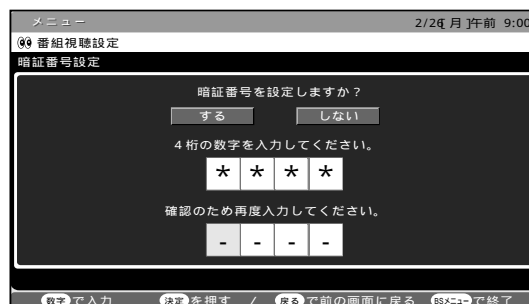 メニュー 2/26[月]午前 9:00
番組視聴設定
暗証番号設定
暗証番号を設定しますか？
する しない
4桁の数字を入力してください。
* * * *
確認のため再度入力してください。
- - - -
数字で入力 決定を押す / 戻るで前の画面に戻る BSメニューで終了